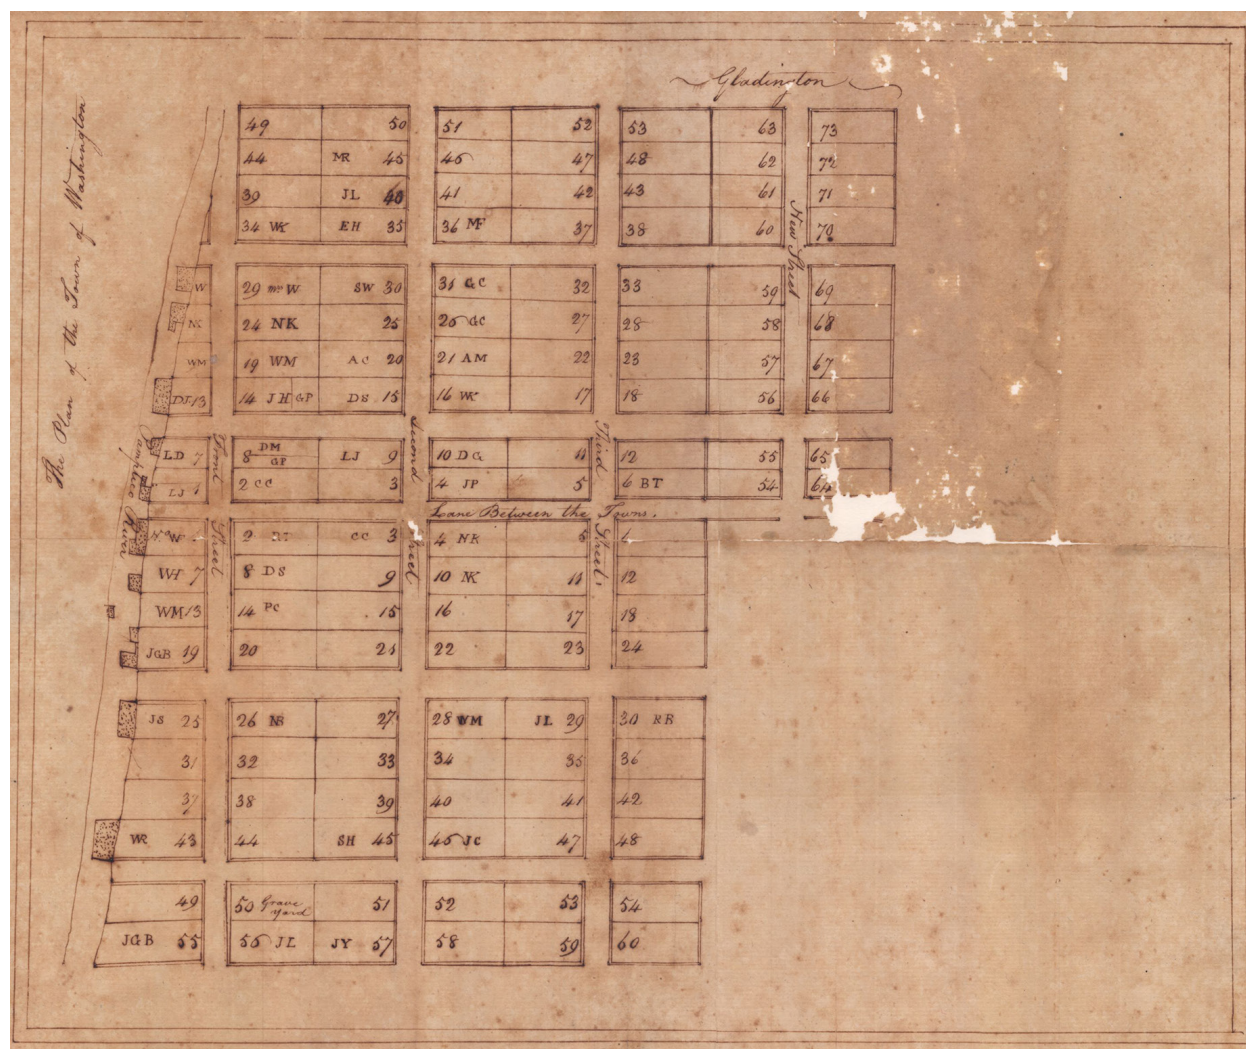 Gladington
The Plan of the Town of Washington
49 50 51 52 53 63 73
44 MR 45 46 47 48 62 72
39 JL 40 41 42 43 61 71
34 WK EH 35 36 MF 37 38 60 70
New Street
W 29 W SW 30 31 GC 32 33 59 69
NK 24 NK 25 26 GC 27 28 58 68
WM 19 WM AC 20 21 AM 22 23 57 67
DJ 13 14 JH GP DS 15 16 WK 17 18 56 66
Pamphlico River
Front Street
Second Street
Third Street
LD 7 8 DM GP LJ 9 10 DG 11 12 55 65
LJ 1 2 CC 3 4 JP 5 6 BT 54 64
Lane Between the Towns.
W 2 CC 3 4 NK 6
WH 7 8 DS 9 10 NK 11 12
WM 13 14 PC 15 16 17 18
JGB 19 20 21 22 23 24
JS 25 26 NB 27 28 WM JL 29 30 RB
31 32 33 34 35 36
37 38 39 40 41 42
WR 43 44 SH 45 46 JC 47 48
49 50 Grave Yard 51 52 53 54
JGB 55 56 JL JY 57 58 59 60